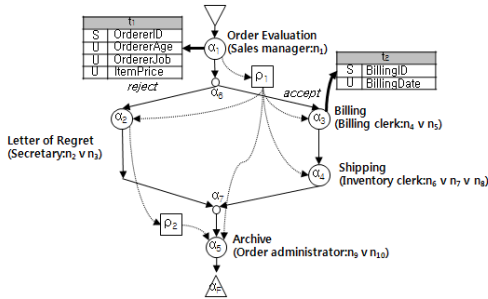 t₁
S OrdererID
U OrdererAge
U OrdererJob
U ItemPrice
Order Evaluation
(Sales manager:n₁)
α₁
ρ₁
t₂
S BillingID
U BillingDate
reject
accept
α₆
α₂
α₃
Billing
(Billing clerk:n₄ v n₅)
Letter of Regret
(Secretary:n₂ v n₃)
α₄
Shipping
(Inventory clerk:n₆ v n₇ v n₈)
α₇
ρ₂
α₅
Archive
(Order administrator:n₉ v n₁₀)
α_F